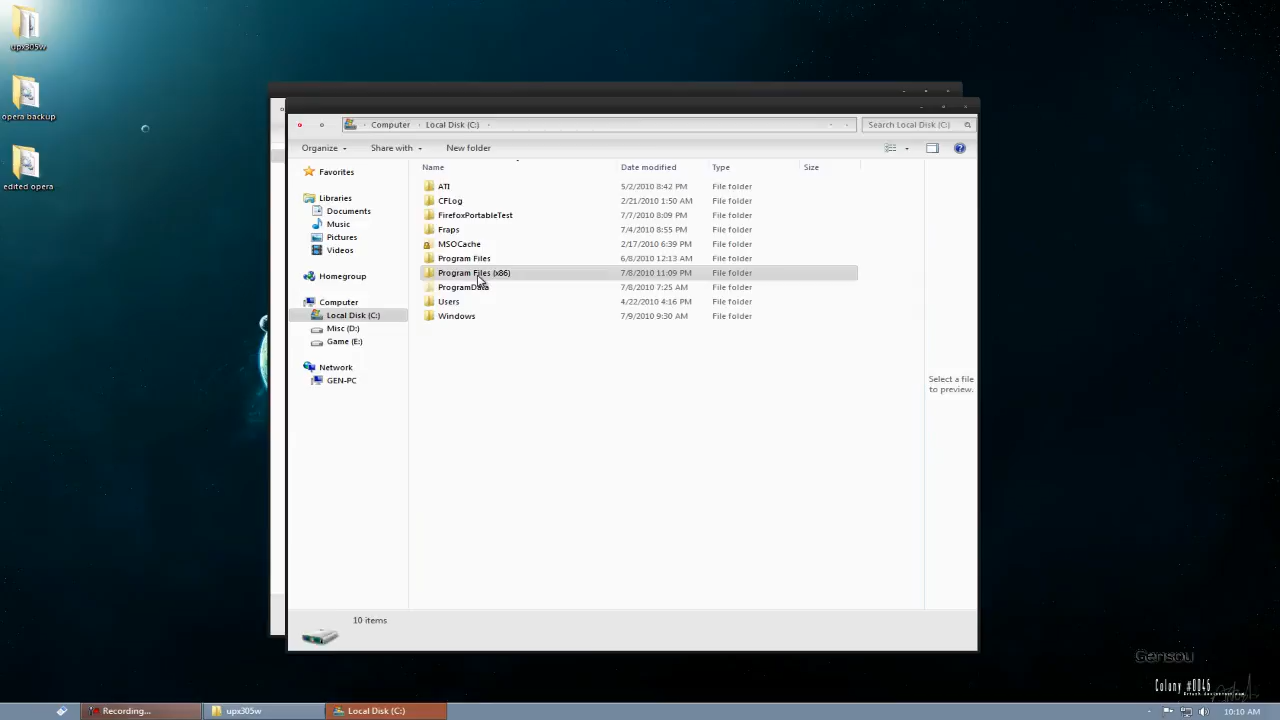 upx305w
opera backup
edited opera
Computer Local Disk (C:)
Search Local Disk (C:)
Organize Share with New folder
Name Date modified Type Size
ATI 5/2/2010 8:42 PM File folder
CFLog 2/21/2010 1:50 AM File folder
FirefoxPortableTest 7/7/2010 8:09 PM File folder
Fraps 7/4/2010 8:55 PM File folder
MSOCache 2/17/2010 6:39 PM File folder
Program Files 6/8/2010 12:13 AM File folder
Program Files (x86) 7/8/2010 11:09 PM File folder
ProgramData 7/8/2010 7:25 AM File folder
Users 4/22/2010 4:16 PM File folder
Windows 7/9/2010 9:30 AM File folder
Favorites
Libraries
Documents
Music
Pictures
Videos
Homegroup
Computer
Local Disk (C:)
Misc (D:)
Game (E:)
Network
GEN-PC
Select a file
to preview.
10 items
Gensou
Colony #0046
Recording... upx305w Local Disk (C:) 10:10 AM